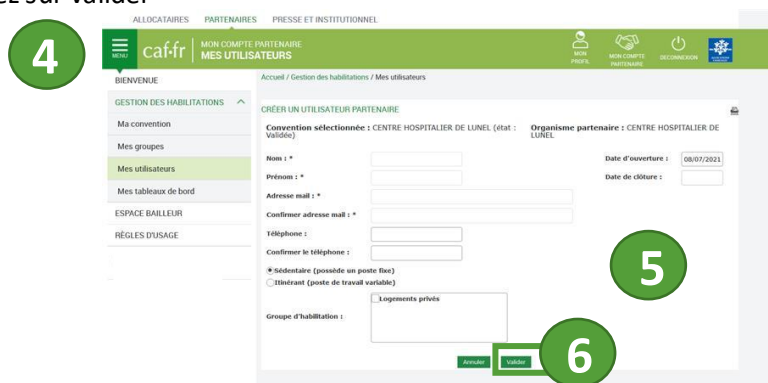 ez sur valider
ALLOCATAIRES PARTENAIRES PRESSE ET INSTITUTIONNEL
4
MENU caf.fr MON COMPTE PARTENAIRE
MES UTILISATEURS
MON PROFIL
MON COMPTE PARTENAIRE
DECONNEXION
BIENVENUE
GESTION DES HABILITATIONS
Ma convention
Mes groupes
Mes utilisateurs
Mes tableaux de bord
ESPACE BAILLEUR
RÈGLES D'USAGE
Accueil / Gestion des habilitations / Mes utilisateurs
CRÉER UN UTILISATEUR PARTENAIRE
Convention sélectionnée : CENTRE HOSPITALIER DE LUNEL (état :
Validée)
Organisme partenaire : CENTRE HOSPITALIER DE
LUNEL
Nom : *
Date d'ouverture : 08/07/2021
Prénom : *
Date de clôture :
Adresse mail : *
Confirmer adresse mail : *
Téléphone :
Confirmer le téléphone :
Sédentaire (possède un poste fixe)
Itinérant (poste de travail variable)
5
Groupe d'habilitation :
Logements privés
Annuler Valider
6